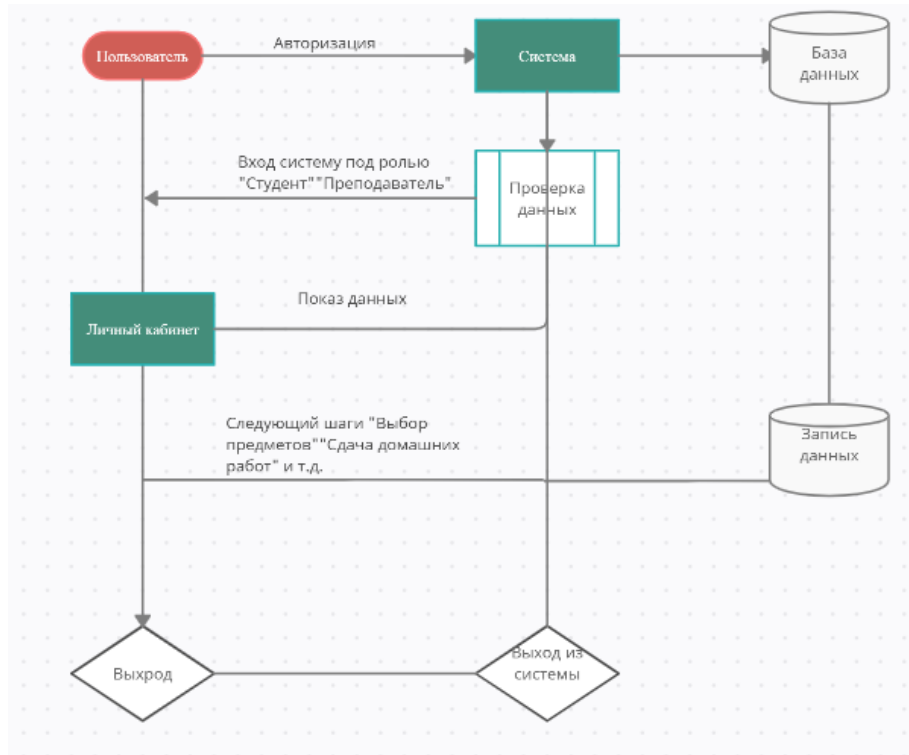 Пользователь
Авторизация
Система
База
данных
Вход систему под ролью
"Студент""Преподаватель"
Проверка
данных
Показ данных
Личный кабинет
Следующий шаги "Выбор
предметов""Сдача домашних
работ" и т.д.
Запись
данных
Выхрод
Выход из
системы